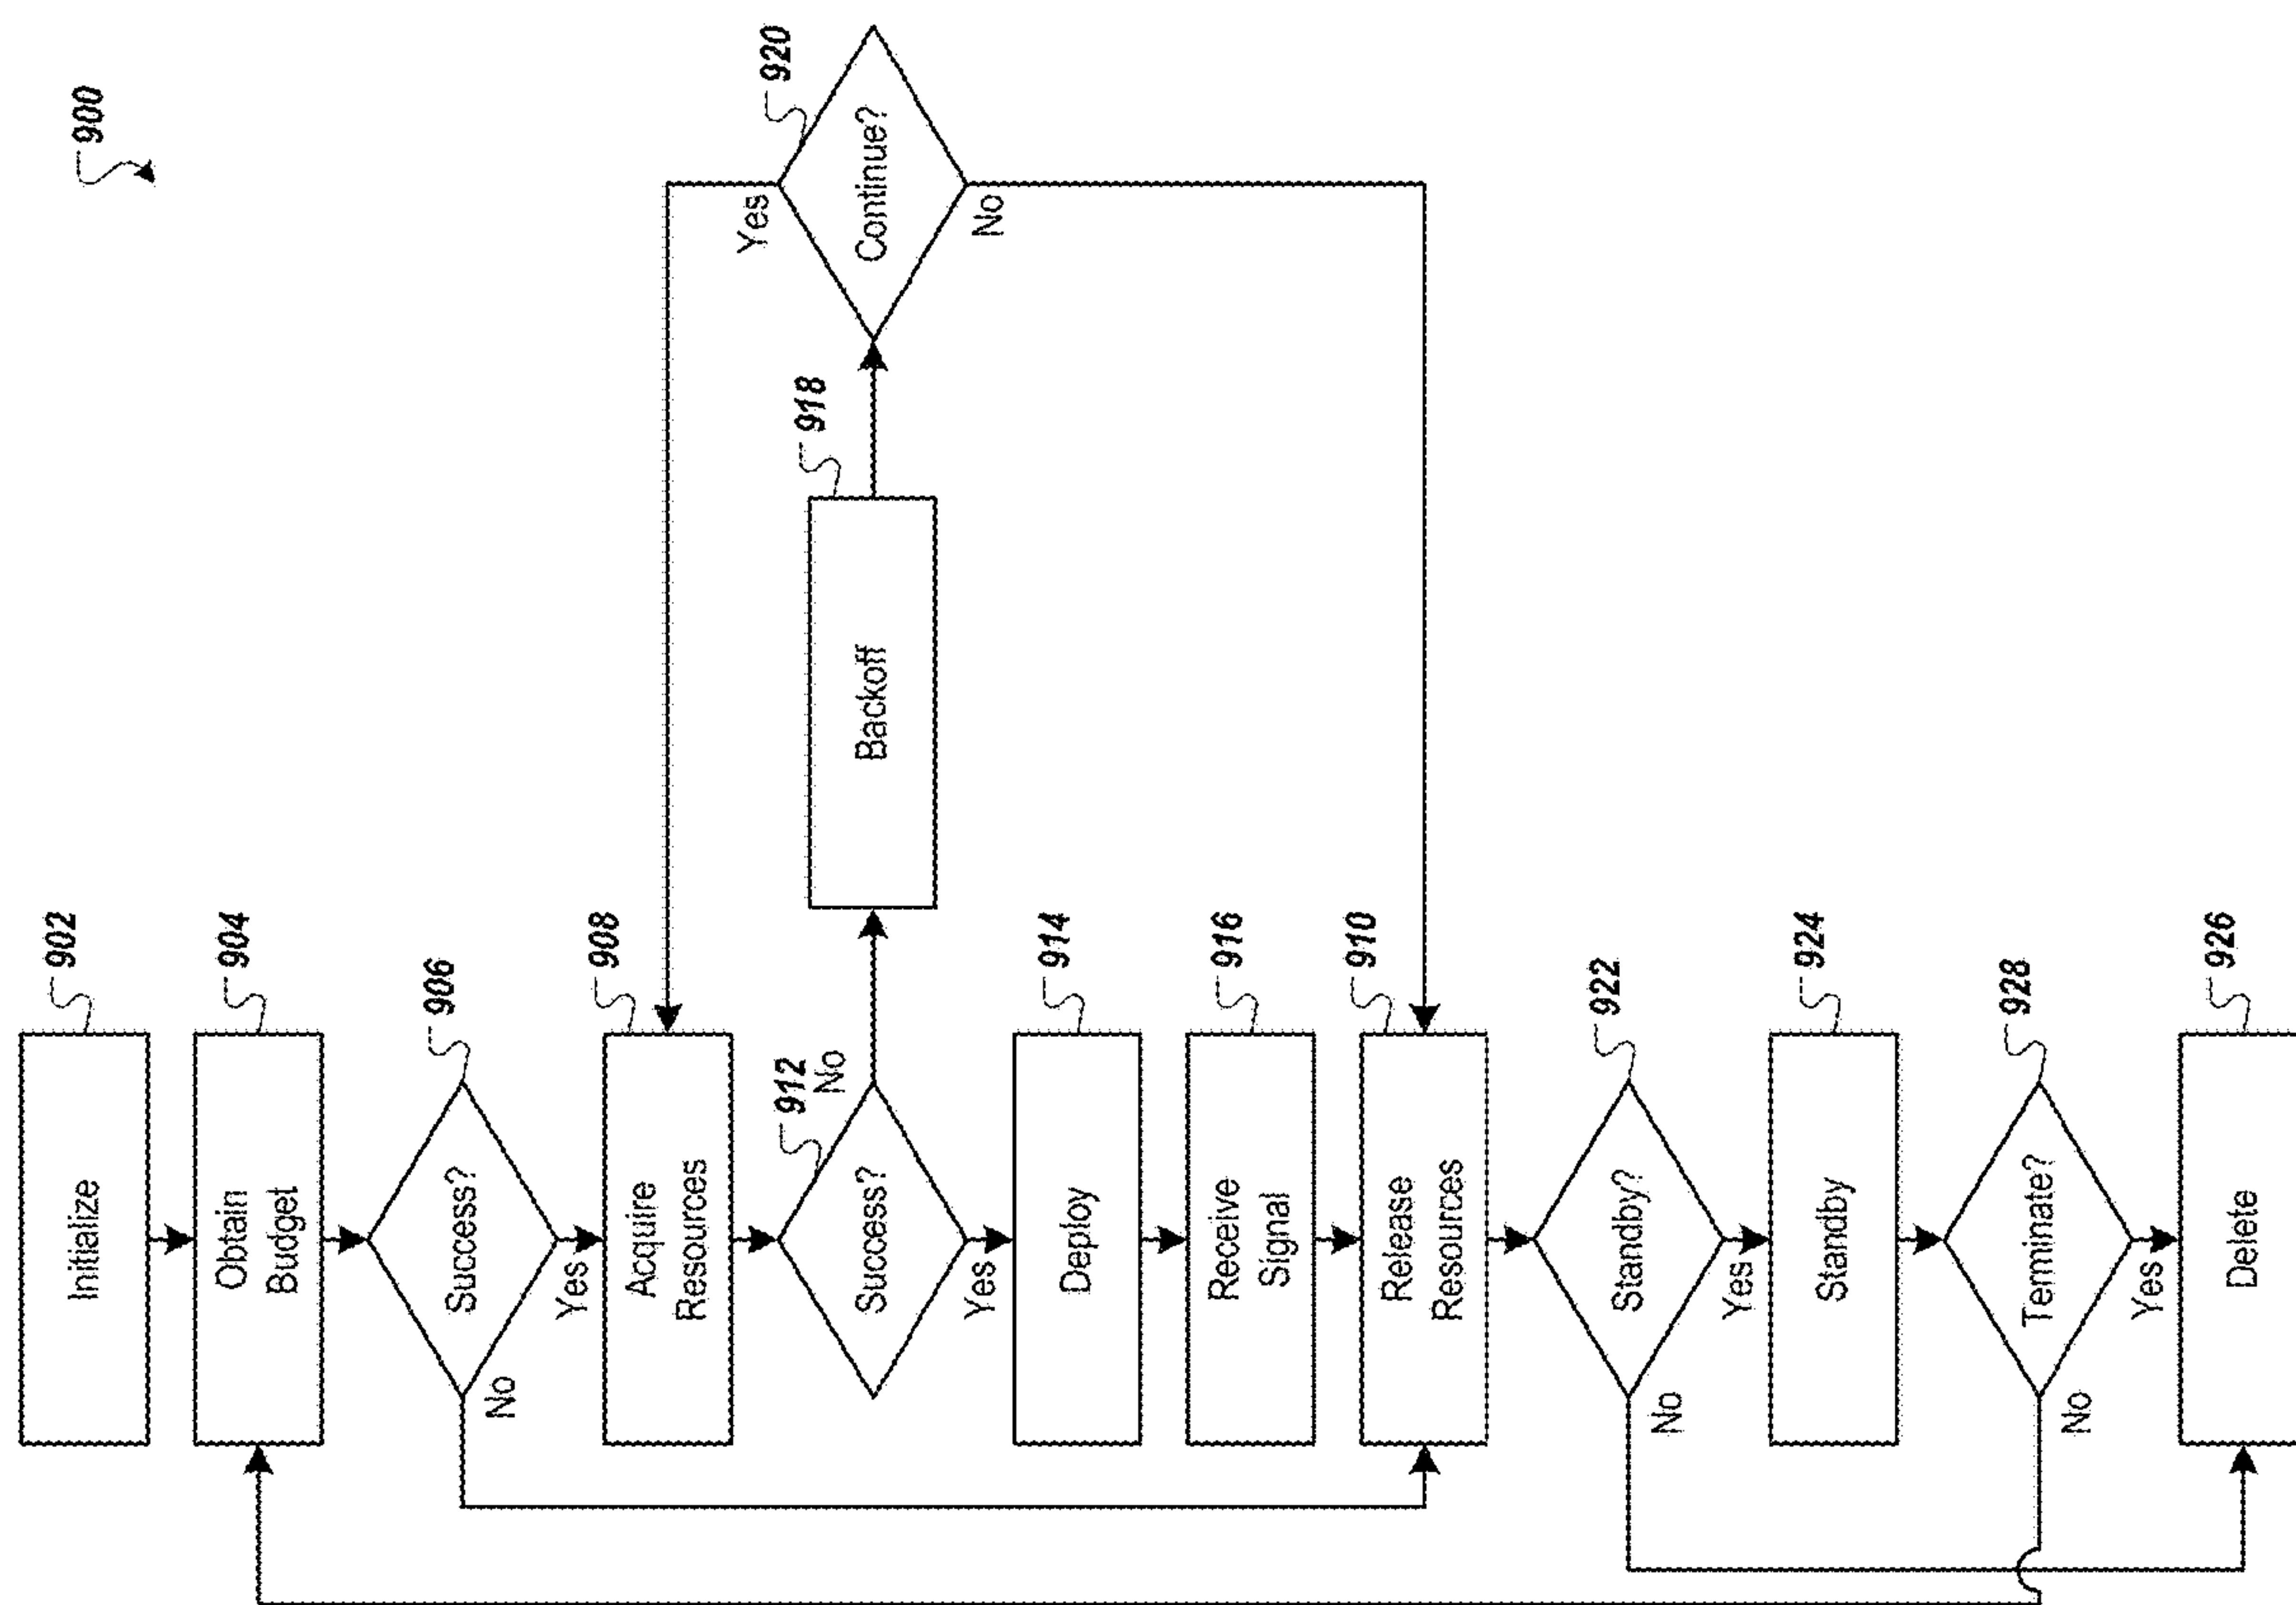 900
Initialize
902
Obtain
Budget
904
Success?
906
No
Yes
Acquire
Resources
908
Success?
912
No
Yes
Backoff
918
Continue?
920
Yes
No
Deploy
914
Receive
Signal
916
Release
Resources
910
Standby?
922
No
Yes
Standby
924
Terminate?
928
No
Yes
Delete
926